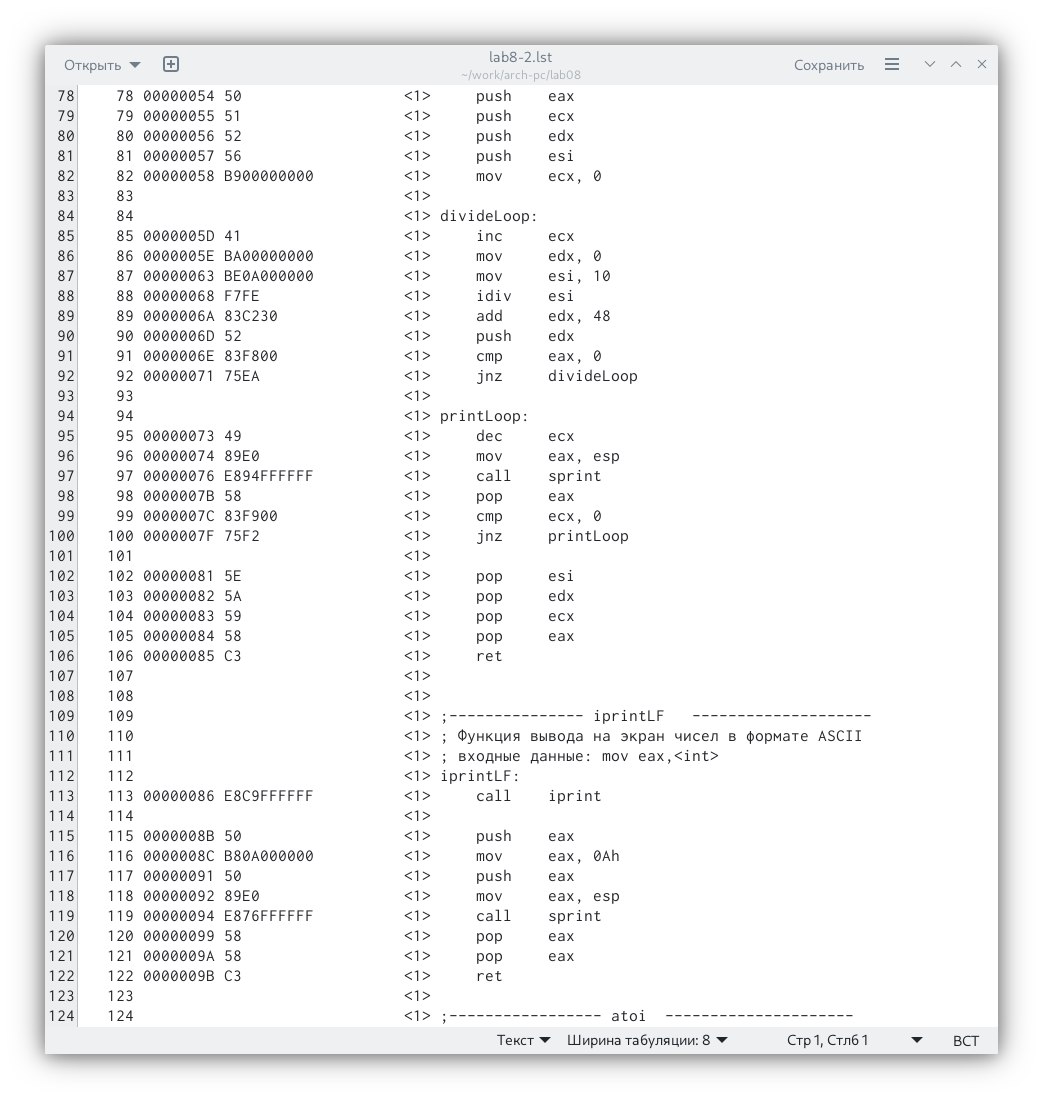 Открыть lab8-2.lst Сохранить
~/work/arch-pc/lab08
78 78 00000054 50 <1> push eax
79 79 00000055 51 <1> push ecx
80 80 00000056 52 <1> push edx
81 81 00000057 56 <1> push esi
82 82 00000058 B900000000 <1> mov ecx, 0
83 83 <1>
84 84 <1> divideLoop:
85 85 0000005D 41 <1> inc ecx
86 86 0000005E BA00000000 <1> mov edx, 0
87 87 00000063 BE0A000000 <1> mov esi, 10
88 88 00000068 F7FE <1> idiv esi
89 89 0000006A 83C230 <1> add edx, 48
90 90 0000006D 52 <1> push edx
91 91 0000006E 83F800 <1> cmp eax, 0
92 92 00000071 75EA <1> jnz divideLoop
93 93 <1>
94 94 <1> printLoop:
95 95 00000073 49 <1> dec ecx
96 96 00000074 89E0 <1> mov eax, esp
97 97 00000076 E894FFFFFF <1> call sprint
98 98 0000007B 58 <1> pop eax
99 99 0000007C 83F900 <1> cmp ecx, 0
100 100 0000007F 75F2 <1> jnz printLoop
101 101 <1>
102 102 00000081 5E <1> pop esi
103 103 00000082 5A <1> pop edx
104 104 00000083 59 <1> pop ecx
105 105 00000084 58 <1> pop eax
106 106 00000085 C3 <1> ret
107 107 <1>
108 108 <1>
109 109 <1> ;--------------- iprintLF --------------------
110 110 <1> ; Функция вывода на экран чисел в формате ASCII
111 111 <1> ; входные данные: mov eax,<int>
112 112 <1> iprintLF:
113 113 00000086 E8C9FFFFFF <1> call iprint
114 114 <1>
115 115 0000008B 50 <1> push eax
116 116 0000008C B80A000000 <1> mov eax, 0Ah
117 117 00000091 50 <1> push eax
118 118 00000092 89E0 <1> mov eax, esp
119 119 00000094 E876FFFFFF <1> call sprint
120 120 00000099 58 <1> pop eax
121 121 0000009A 58 <1> pop eax
122 122 0000009B C3 <1> ret
123 123 <1>
124 124 <1> ;----------------- atoi ---------------------
Текст Ширина табуляции: 8 Стр 1, Стлб 1 ВСТ